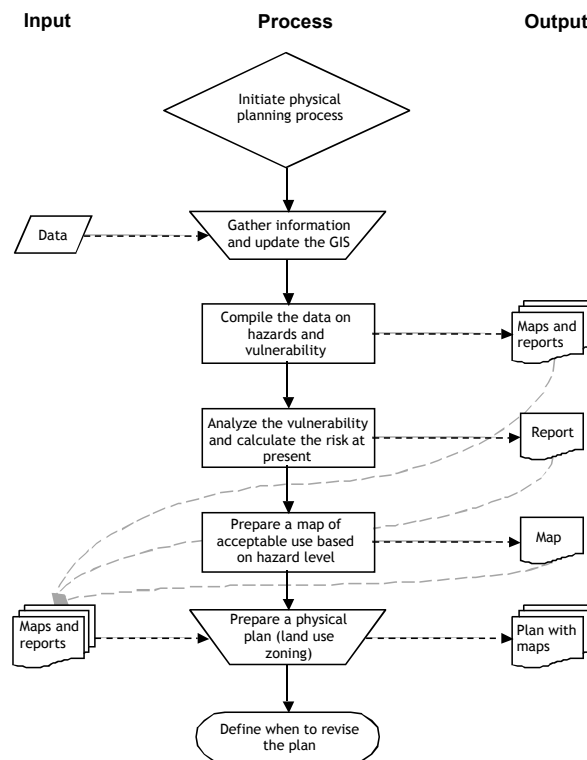 Input
Process
Output
Initiate physical
planning process
Data
Gather information
and update the GIS
Compile the data on
hazards and
vulnerability
Maps and
reports
Analyze the vulnerability
and calculate the risk at
present
Report
Prepare a map of
acceptable use based
on hazard level
Map
Maps and
reports
Prepare a physical
plan (land use
zoning)
Plan with
maps
Define when to revise
the plan